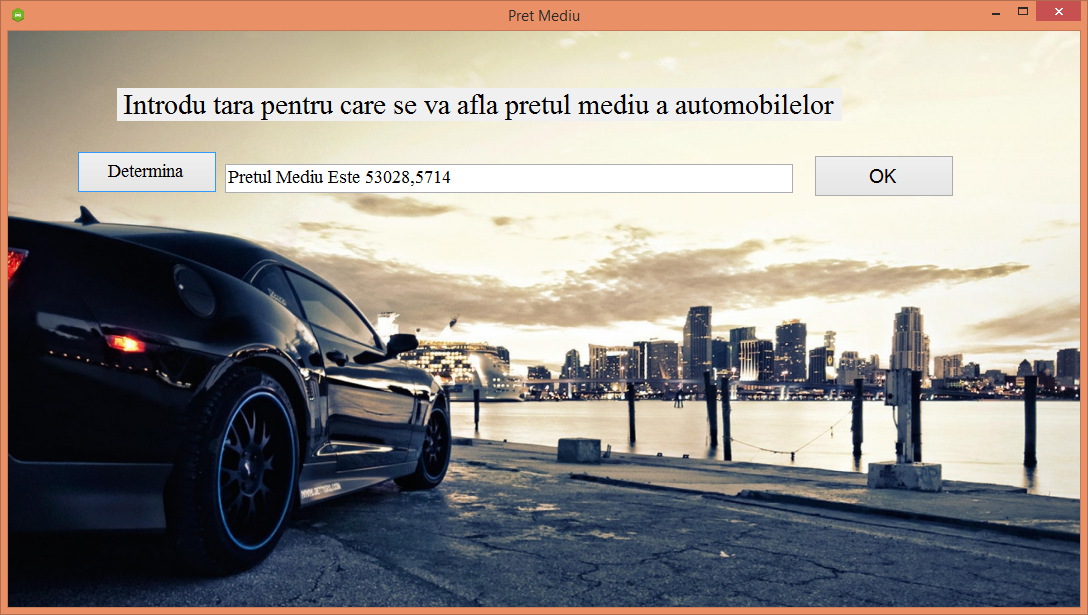 Pret Mediu
Introdu tara pentru care se va afla pretul mediu a automobilelor
Determina
Pretul Mediu Este 53028,5714
OK